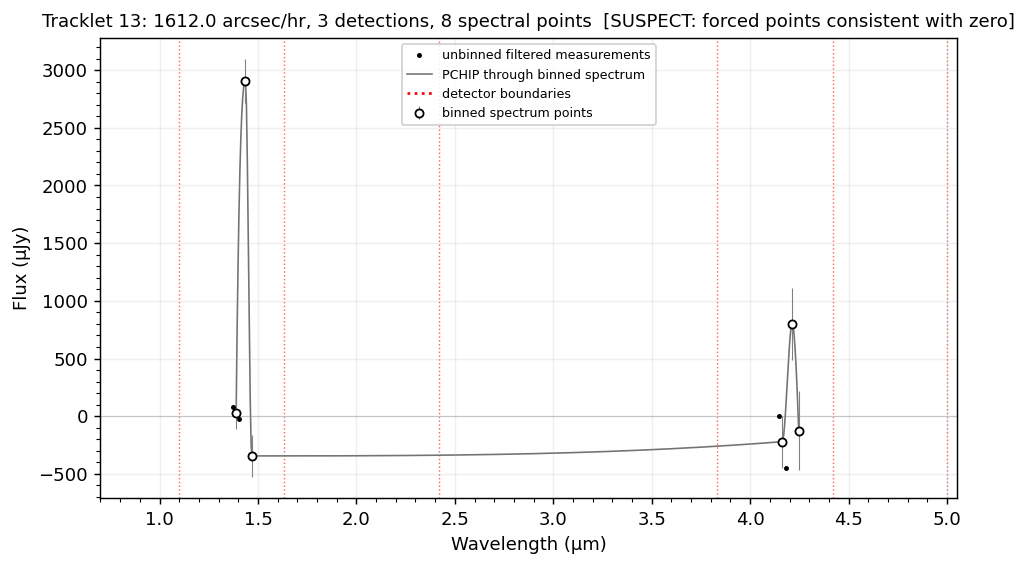 Tracklet 13: 1612.0 arcsec/hr, 3 detections, 8 spectral points  [SUSPECT: forced points consistent with zero]
unbinned filtered measurements
PCHIP through binned spectrum
detector boundaries
binned spectrum points
Flux (μJy)
3000
2500
2000
1500
1000
500
0
−500
1.0 1.5 2.0 2.5 3.0 3.5 4.0 4.5 5.0
Wavelength (μm)